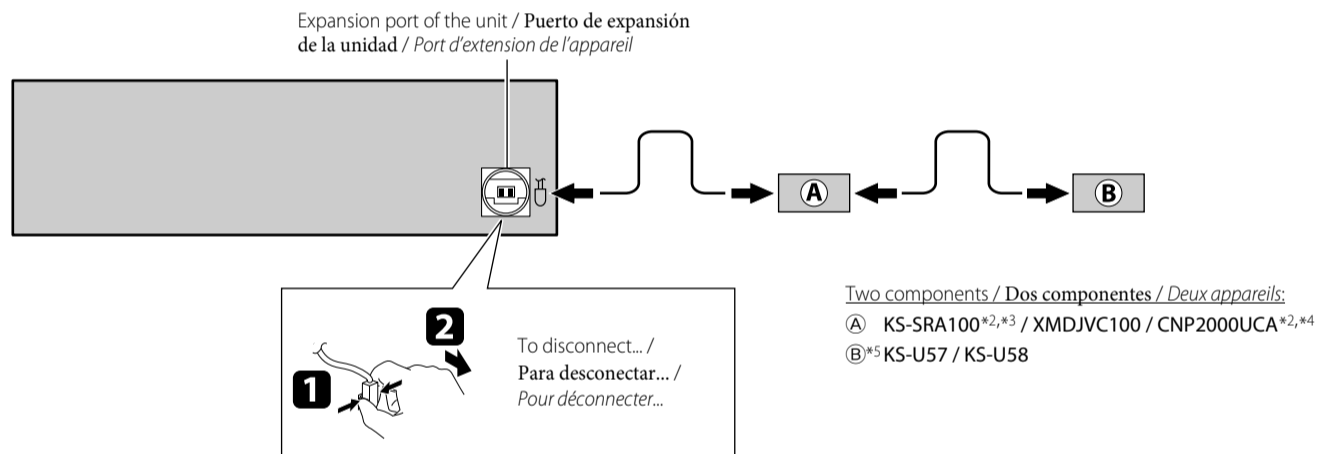 Expansion port of the unit / Puerto de expansión
de la unidad / Port d'extension de l'appareil
A
B
2
1
To disconnect... /
Para desconectar... /
Pour déconnecter...
Two components / Dos componentes / Deux appareils:
Ⓐ KS-SRA100*2,*3 / XMDJVC100 / CNP2000UCA*2,*4
Ⓑ*5 KS-U57 / KS-U58